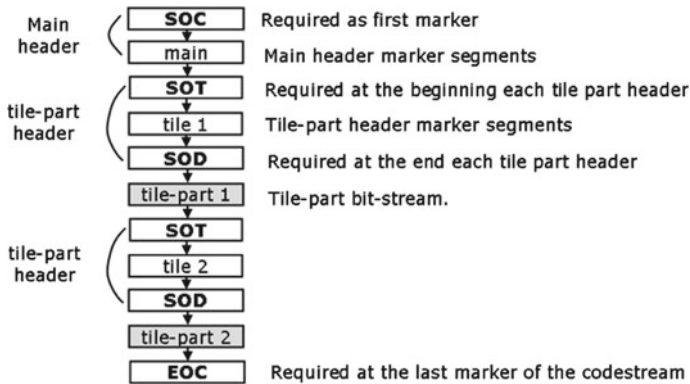 Main
header
SOC Required as first marker
main Main header marker segments
SOT Required at the beginning each tile part header
tile-part
header
tile 1 Tile-part header marker segments
SOD Required at the end each tile part header
tile-part 1 Tile-part bit-stream.
SOT
tile-part
header
tile 2
SOD
tile-part 2
EOC Required at the last marker of the codestream